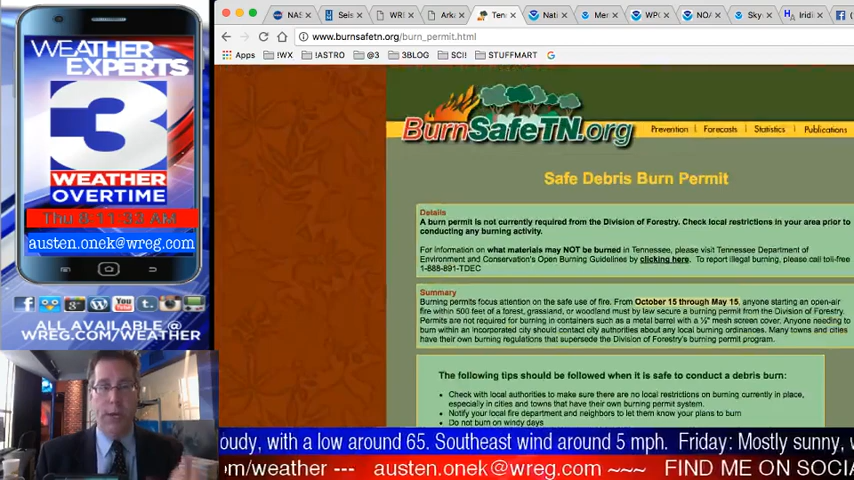 WEATHER
EXPERTS
3
WEATHER
OVERTIME
Thu 8:11:33 AM
austen.onek@wreg.com
ALL AVAILABLE @
WREG.COM/WEATHER
NAS
Seis
WRE
Arka
Tenn
Nati
Mer
WPC
NOA
Sky
Iridi
www.burnsafetn.org/burn_permit.html
Apps
!WX
!ASTRO
@3
3BLOG
SCI!
STUFFMART
BurnSafeTN.org
Prevention
Forecasts
Statistics
Publications
Safe Debris Burn Permit
Details
A burn permit is not currently required from the Division of Forestry. Check local restrictions in your area prior to
conducting any burning activity.
For information on what materials may NOT be burned in Tennessee, please visit Tennessee Department of
Environment and Conservation's Open Burning Guidelines by clicking here. To report illegal burning, please call toll-free
1-888-891-TDEC
Summary
Burning permits focus attention on the safe use of fire. From October 15 through May 15, anyone starting an open-air
fire within 500 feet of a forest, grassland, or woodland must by law secure a burning permit from the Division of Forestry.
Permits are not required for burning in containers such as a metal barrel with a ½" mesh screen cover. Anyone needing to
burn within an incorporated city should contact city authorities about any local burning ordinances. Many towns and cities
have their own burning regulations that supersede the Division of Forestry's burning permit program.
The following tips should be followed when it is safe to conduct a debris burn:
Check with local authorities to make sure there are no local restrictions on burning currently in place,
especially in cities and towns that have their own burning permit system.
Notify your local fire department and neighbors to let them know your plans to burn
Do not burn on windy days
oudy, with a low around 65. Southeast wind around 5 mph. Friday: Mostly sunny, w
om/weather --- austen.onek@wreg.com ~~~ FIND ME ON SOCIA